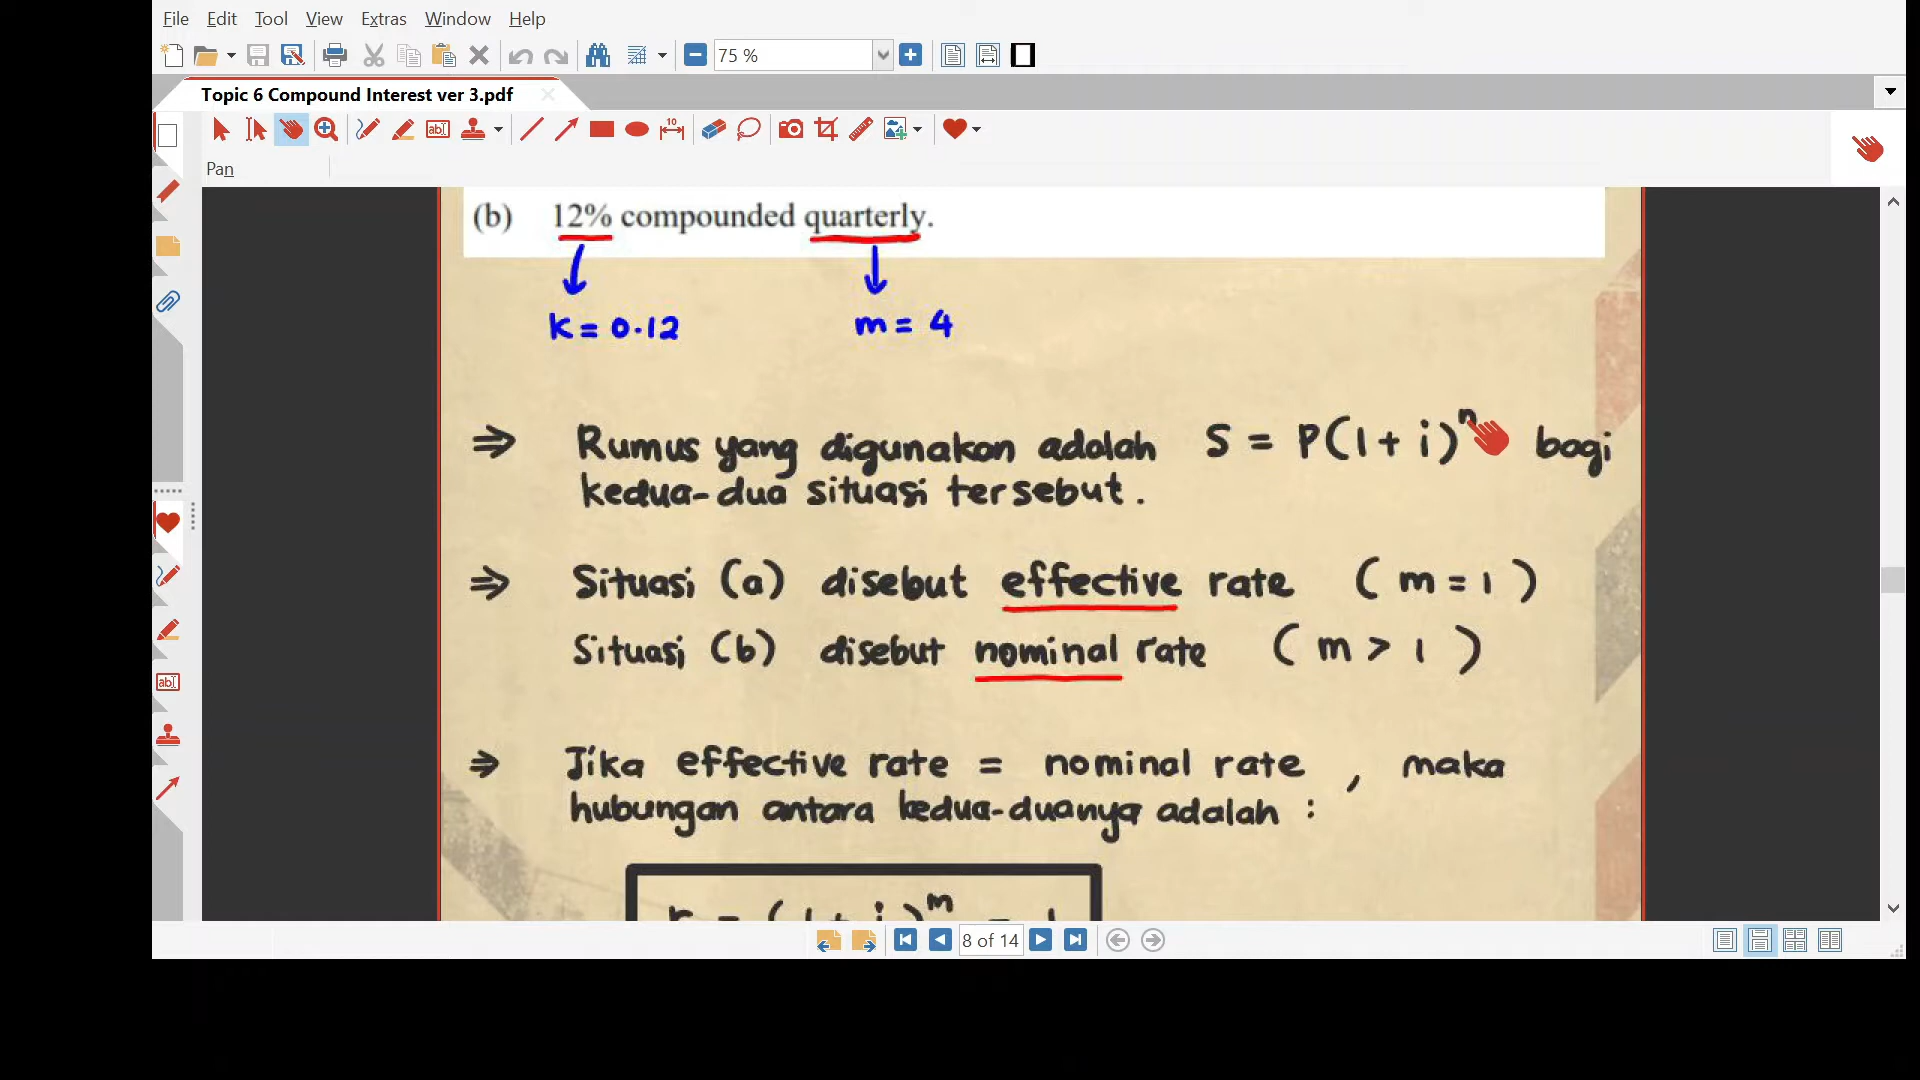 File Edit Tool View Extras Window Help
75 %
Topic 6 Compound Interest ver 3.pdf
Pan
(b) 12% compounded quarterly.
k = 0.12 m = 4
⇒ Rumus yang digunakan adalah S = P(1 + i)ⁿ bagi
kedua-dua situasi tersebut.
⇒ Situasi (a) disebut effective rate ( m = 1 )
Situasi (b) disebut nominal rate ( m > 1 )
⇒ Jika effective rate = nominal rate , maka
hubungan antara kedua-duanya adalah :
r = ( 1 + i )ᵐ - 1
8 of 14